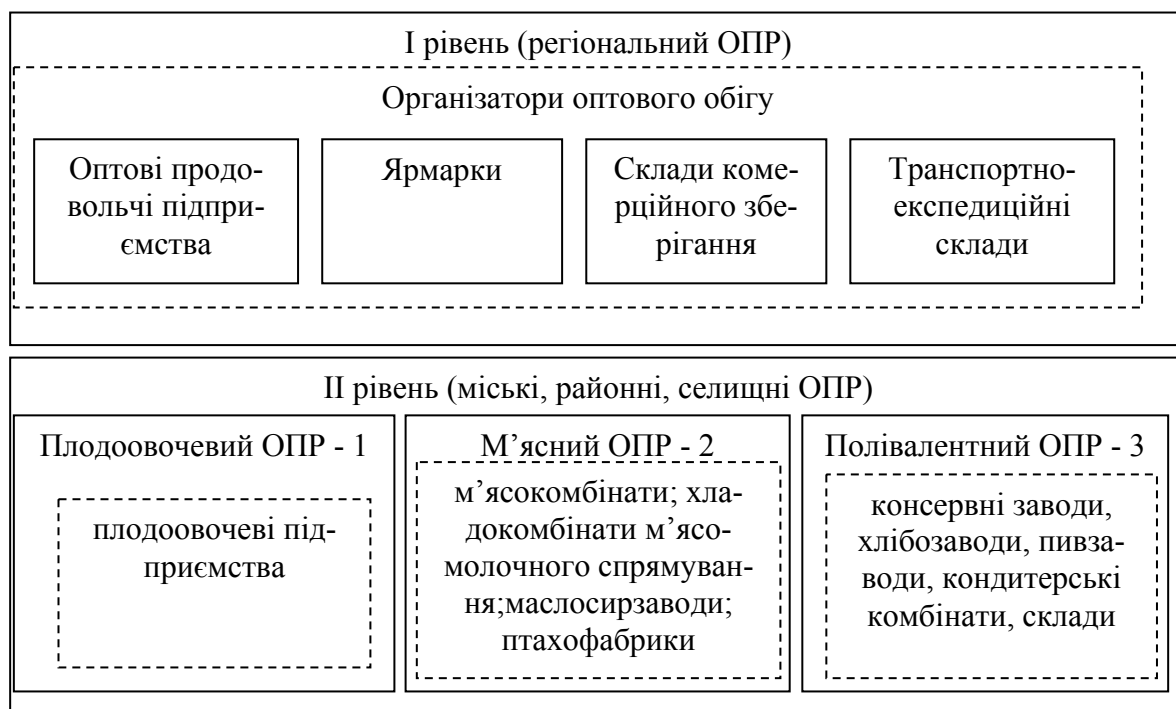 І рівень (регіональний ОПР)
Організатори оптового обігу
Оптові продо-
вольчі підпри-
ємства
Ярмарки
Склади коме-
рційного збе-
рігання
Транспортно-
експедиційні
склади
ІІ рівень (міські, районні, селищні ОПР)
Плодоовочевий ОПР - 1
плодоовочеві під-
приємства
М’ясний ОПР - 2
м’ясокомбінати; хла-
докомбінати м’ясо-
молочного спрямуван-
ня;маслосирзаводи;
птахофабрики
Полівалентний ОПР - 3
консервні заводи,
хлібозаводи, пивза-
води, кондитерські
комбінати, склади